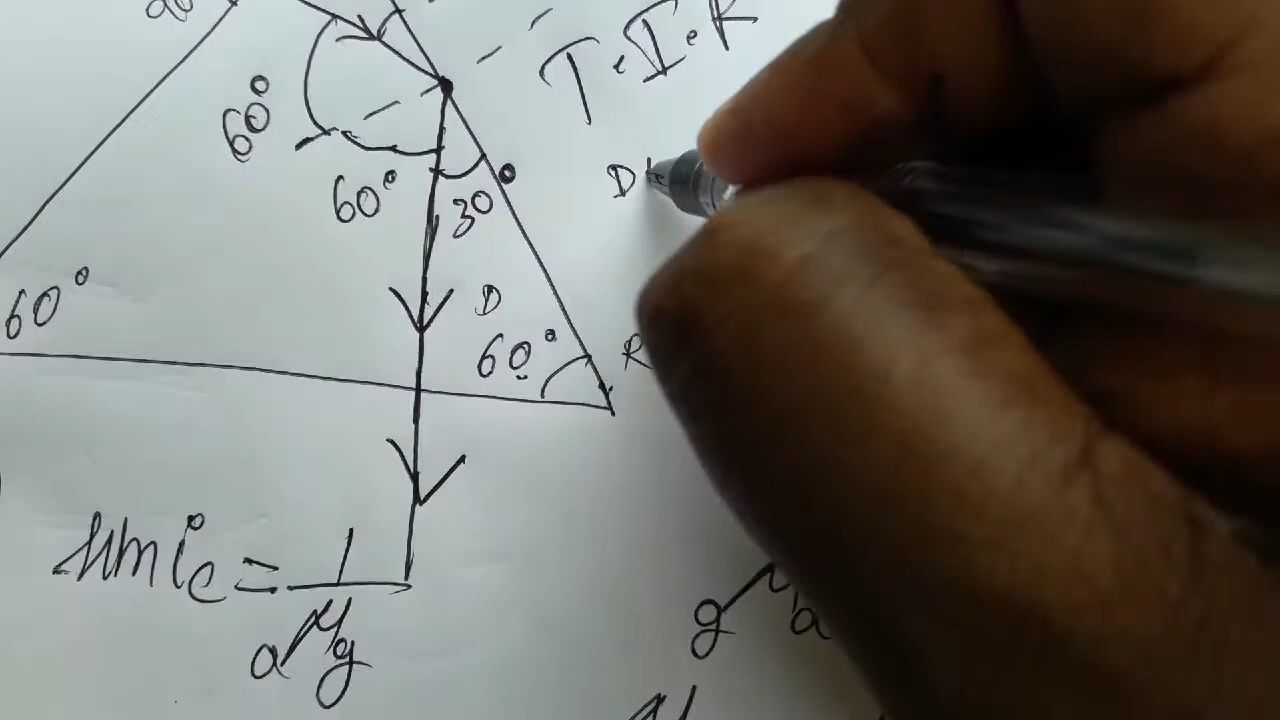 T.I.R
60°
D
60° 30
60°
D
60°
R
sin ic = 1
aμg
gμa